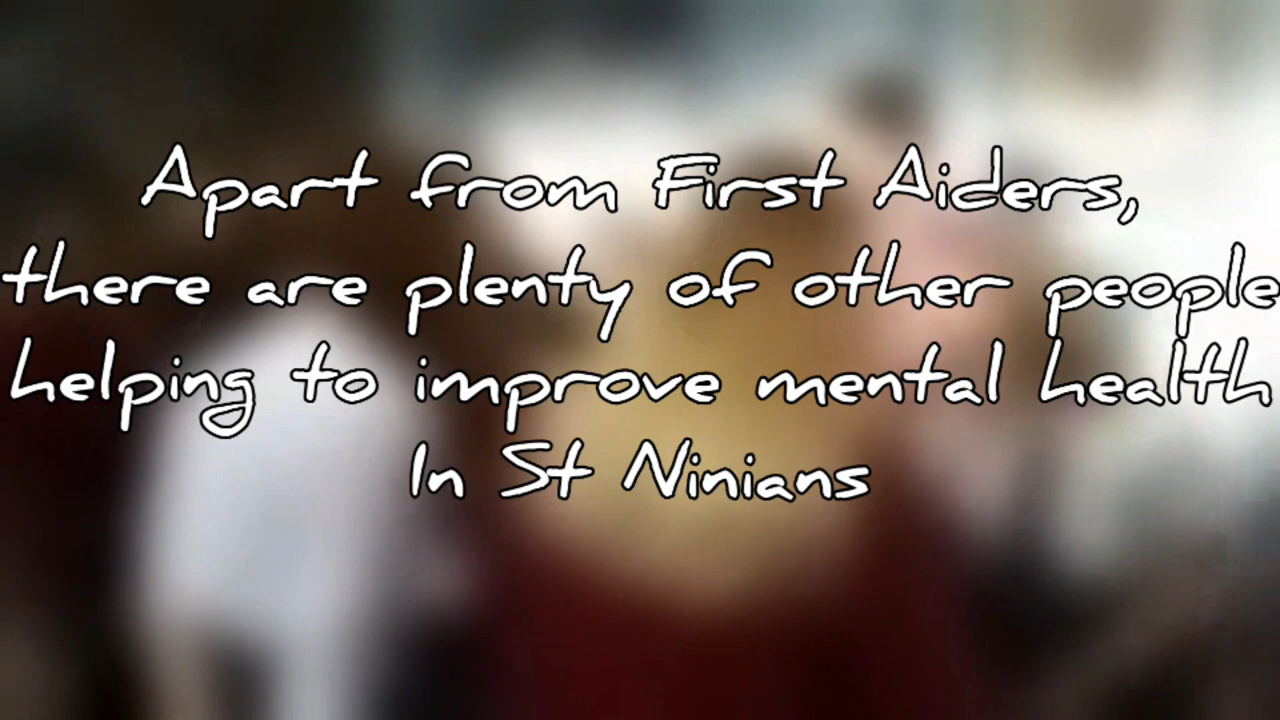 Apart from First Aiders,
there are plenty of other people
helping to improve mental health
In St Ninians